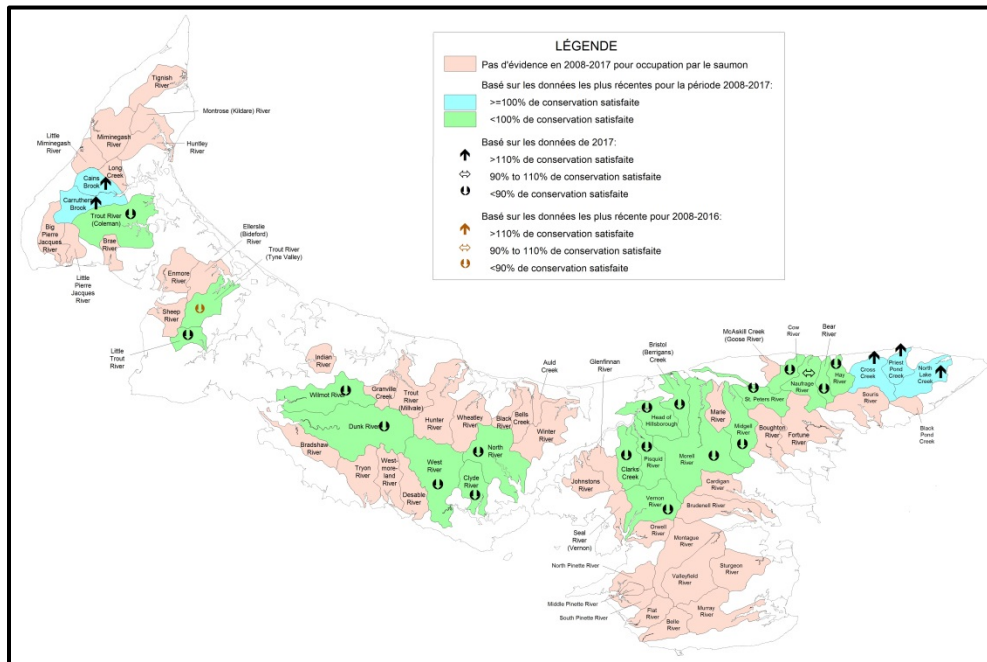 LÉGENDE
Pas d'évidence en 2008-2017 pour occupation par le saumon
Basé sur les données les plus récentes pour la période 2008-2017:
>=100% de conservation satisfaite
<100% de conservation satisfaite
Basé sur les données de 2017:
>110% de conservation satisfaite
90% to 110% de conservation satisfaite
<90% de conservation satisfaite
Basé sur les données les plus récente pour 2008-2016:
>110% de conservation satisfaite
90% to 110% de conservation satisfaite
<90% de conservation satisfaite
Tignish
River
Montrose (Kildare) River
Little
Miminegash
River
Miminegash
River
Huntley
River
Long
Creek
Cains
Brook
Carruthers
Brook
Trout River
(Coleman)
Big
Pierre
Jacques
River
Brae
River
Little
Pierre
Jacques
River
Ellerslie
(Bideford)
River
Trout River
(Tyne Valley)
Enmore
River
Sheep
River
Little
Trout
River
Indian
River
Wilmot River
Granville
Creek
Trout
River
(Millvale)
Hunter
River
Wheatley
River
Black
River
Bells
Creek
Winter
River
Auld
Creek
Dunk River
Bradshaw
River
Tryon
River
West-
more-
land
River
Desable
River
West
River
Clyde
River
North
River
Glenfinnan
River
Bristol
(Berrigans)
Creek
McAskill Creek
(Goose River)
Cow
River
Bear
River
Cross
Creek
Priest
Pond
Creek
North
Lake
Creek
Naufrage
River
Hay
River
St. Peters River
Souris
River
Black
Pond
Creek
Head of
Hillsborough
Marie
River
Midgell
River
Boughton
River
Fortune
River
Clarks
Creek
Pisquid
River
Morell
River
Johnstons
River
Cardigan
River
Vernon
River
Brudenell River
Seal
River
(Vernon)
Orwell
River
Montague
River
North Pinette River
Sturgeon
River
Valleyfield
River
Middle Pinette River
South Pinette River
Flat
River
Belle
River
Murray
River